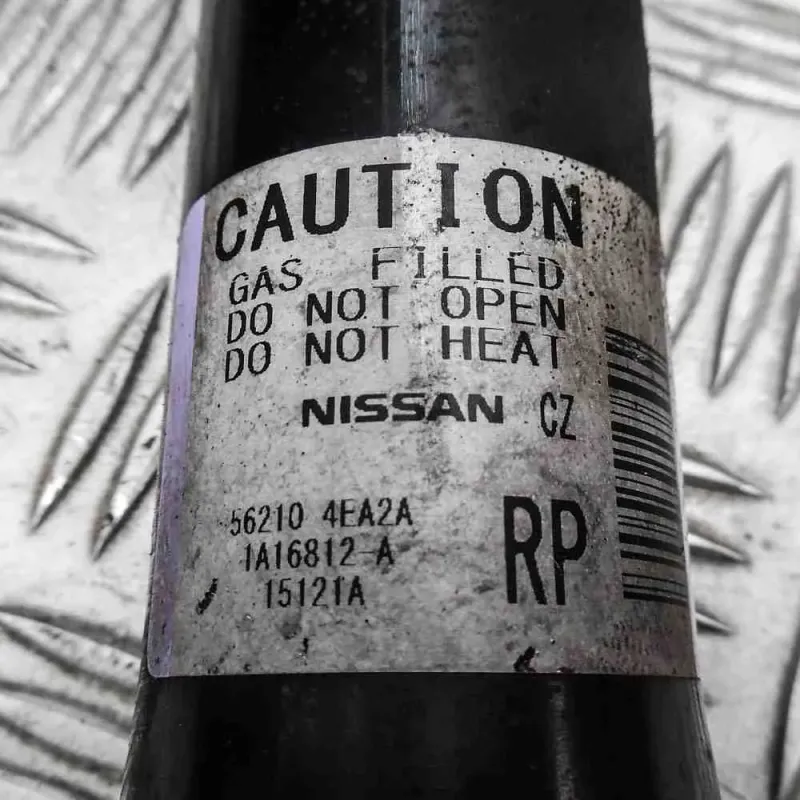 CAUTION
GAS FILLED
DO NOT OPEN
DO NOT HEAT
NISSAN CZ
56210 4EA2A
1A16812-A
15121A
RP